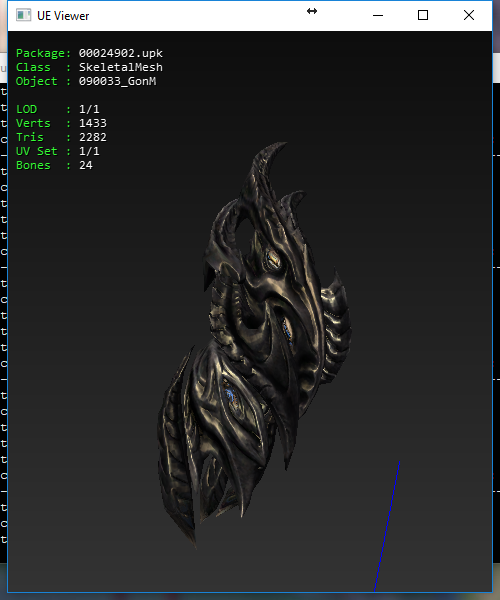 UE Viewer
Package: 00024902.upk
Class : SkeletalMesh
Object : 090033_GonM
LOD : 1/1
Verts : 1433
Tris : 2282
UV Set : 1/1
Bones : 24